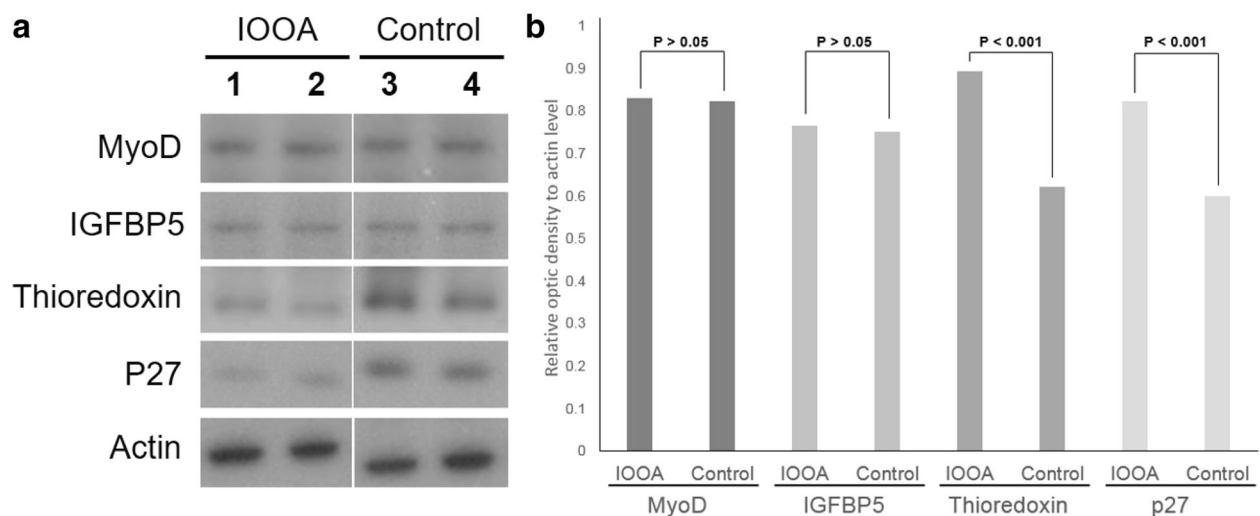 a
IOOA Control
1 2 3 4
MyoD
IGFBP5
Thioredoxin
P27
Actin
b
Relative optic density to actin level
1
0.9
0.8
0.7
0.6
0.5
0.4
0.3
0.2
0.1
0
P > 0.05 P > 0.05 P < 0.001 P < 0.001
IOOA Control IOOA Control IOOA Control IOOA Control
MyoD IGFBP5 Thioredoxin p27